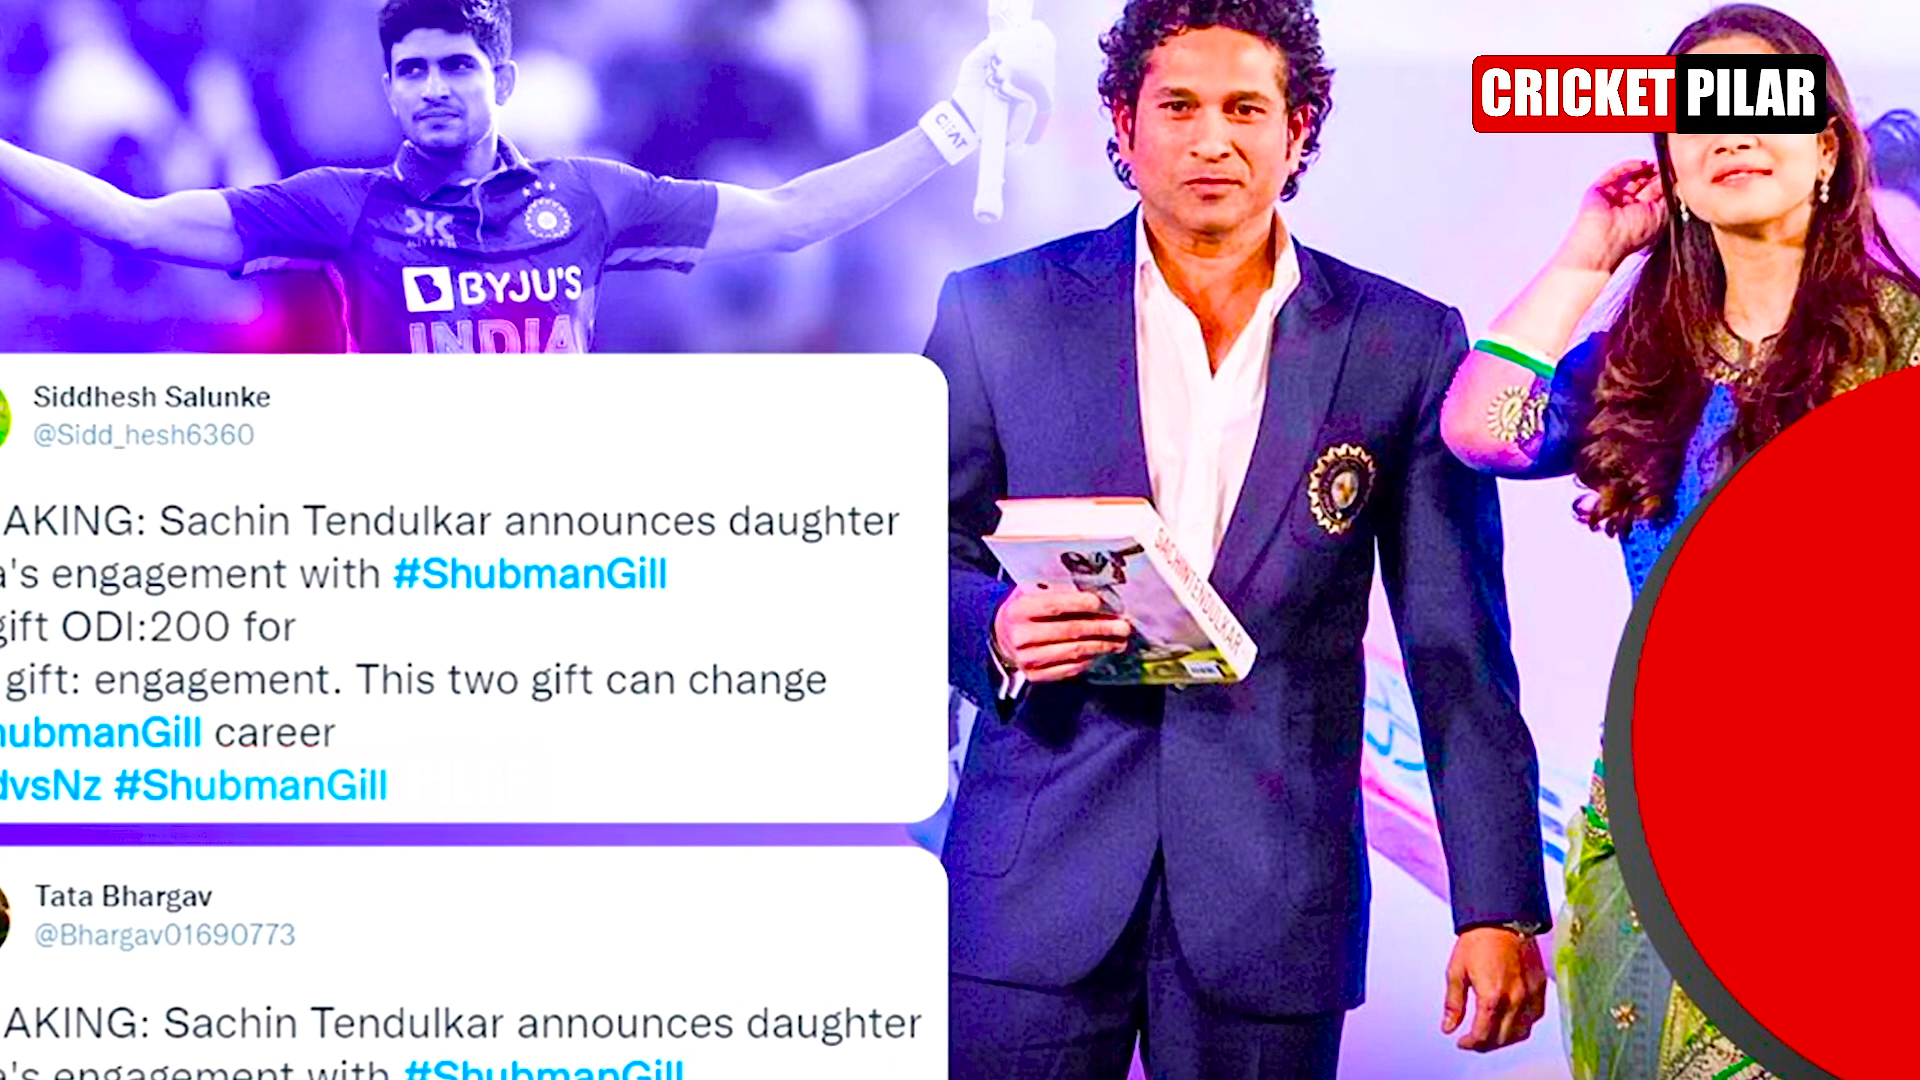 CRICKET PILAR
BYJU'S
INDIA
Siddhesh Salunke
@Sidd_hesh6360
AKING: Sachin Tendulkar announces daughter
a's engagement with #ShubmanGill
gift ODI:200 for
gift: engagement. This two gift can change
hubmanGill career
dvsNz #ShubmanGill
SACHIN TENDULKAR
Tata Bhargav
@Bhargav01690773
AKING: Sachin Tendulkar announces daughter
a's engagement with #ShubmanGill